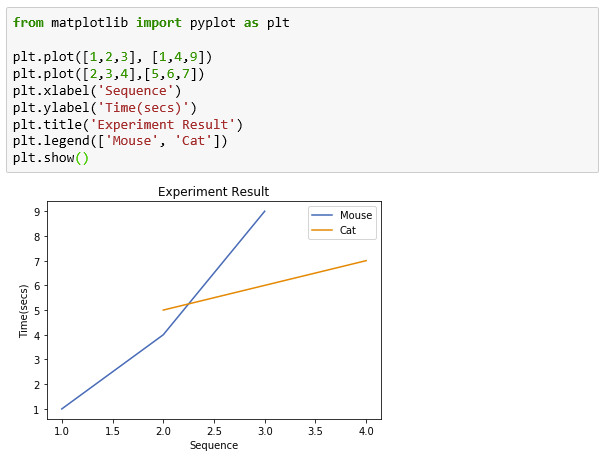 from matplotlib import pyplot as plt
plt.plot([1,2,3], [1,4,9])
plt.plot([2,3,4],[5,6,7])
plt.xlabel('Sequence')
plt.ylabel('Time(secs)')
plt.title('Experiment Result')
plt.legend(['Mouse', 'Cat'])
plt.show()
Experiment Result
Mouse
Cat
9
8
7
6
5
4
3
2
1
Time(secs)
1.0 1.5 2.0 2.5 3.0 3.5 4.0
Sequence